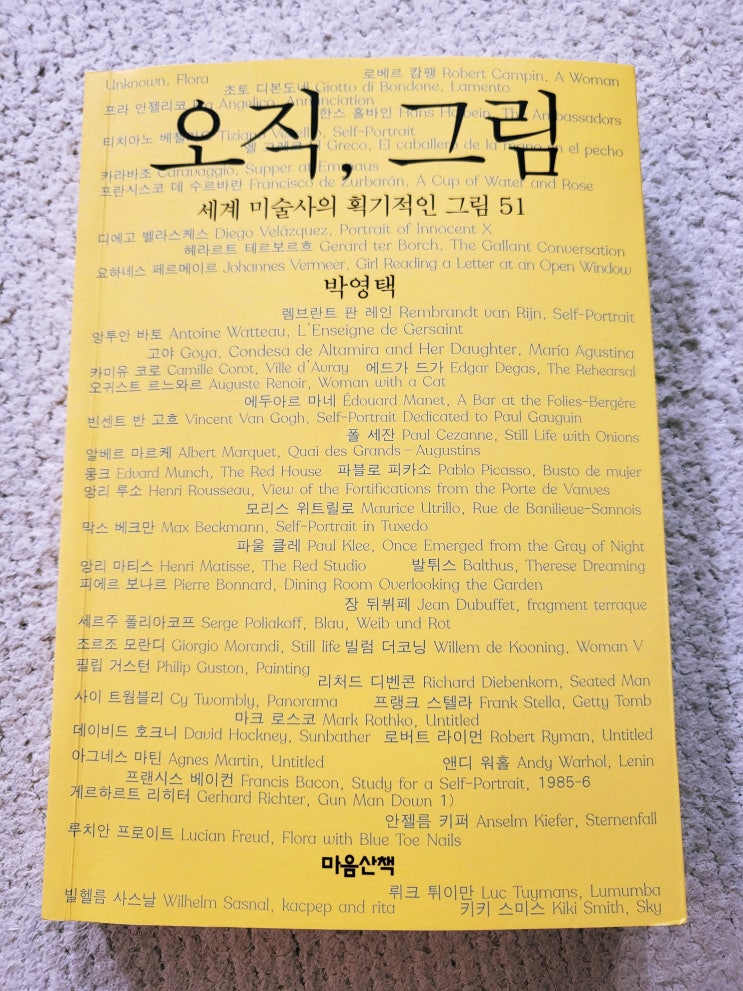 Unknown, Flora
로베르 캉팽 Robert Campin, A Woman
조토 디본도네 Giotto di Bondone, Lamento
프라 안젤리코 Fra Angelico, Annunciation
한스 홀바인 Hans Holbein, The Ambassadors
티치아노 베첼리오 Tiziano Vecellio, Self-Portrait
엘 그레코 El Greco, El caballero de la mano en el pecho
오직, 그림
카라바조 Caravaggio, Supper at Emmaus
프란시스코 데 수르바란 Francisco de Zurbarán, A Cup of Water and Rose
세계 미술사의 획기적인 그림 51
디에고 벨라스케스 Diego Velázquez, Portrait of Innocent X
헤라르트 테르보르흐 Gerard ter Borch, The Gallant Conversation
요하네스 페르메이르 Johannes Vermeer, Girl Reading a Letter at an Open Window
박영택
렘브란트 판 레인 Rembrandt van Rijn, Self-Portrait
앙투안 바토 Antoine Watteau, L'Enseigne de Gersaint
고야 Goya, Condesa de Altamira and Her Daughter, María Agustina
카미유 코로 Camille Corot, Ville d'Avray 에드가 드가 Edgar Degas, The Rehearsal
오귀스트 르느와르 Auguste Renoir, Woman with a Cat
에두아르 마네 Édouard Manet, A Bar at the Folies-Bergère
빈센트 반 고흐 Vincent Van Gogh, Self-Portrait Dedicated to Paul Gauguin
폴 세잔 Paul Cezanne, Still Life with Onions
알베르 마르케 Albert Marquet, Quai des Grands-Augustins
뭉크 Edvard Munch, The Red House 파블로 피카소 Pablo Picasso, Busto de mujer
앙리 루소 Henri Rousseau, View of the Fortifications from the Porte de Vanves
모리스 위트릴로 Maurice Utrillo, Rue de Banilieue-Sannois
막스 베크만 Max Beckmann, Self-Portrait in Tuxedo
파울 클레 Paul Klee, Once Emerged from the Gray of Night
앙리 마티스 Henri Matisse, The Red Studio 발튀스 Balthus, Therese Dreaming
피에르 보나르 Pierre Bonnard, Dining Room Overlooking the Garden
장 뒤뷔페 Jean Dubuffet, fragment terraque
세르주 폴리아코프 Serge Poliakoff, Blau, Weib und Rot
조르조 모란디 Giorgio Morandi, Still life 빌럼 더코닝 Willem de Kooning, Woman V
필립 거스턴 Philip Guston, Painting
리처드 디벤콘 Richard Diebenkorn, Seated Man
사이 트웜블리 Cy Twombly, Panorama 프랭크 스텔라 Frank Stella, Getty Tomb
마크 로스코 Mark Rothko, Untitled
데이비드 호크니 David Hockney, Sunbather 로버트 라이먼 Robert Ryman, Untitled
아그네스 마틴 Agnes Martin, Untitled 앤디 워홀 Andy Warhol, Lenin
프랜시스 베이컨 Francis Bacon, Study for a Self-Portrait, 1985-6
게르하르트 리히터 Gerhard Richter, Gun Man Down 1)
안젤름 키퍼 Anselm Kiefer, Sternenfall
루치안 프로이트 Lucian Freud, Flora with Blue Toe Nails
마음산책
뤼크 튀이만 Luc Tuymans, Lumumba
빌헬름 사스날 Wilhelm Sasnal, kacpep and rita 키키 스미스 Kiki Smith, Sky